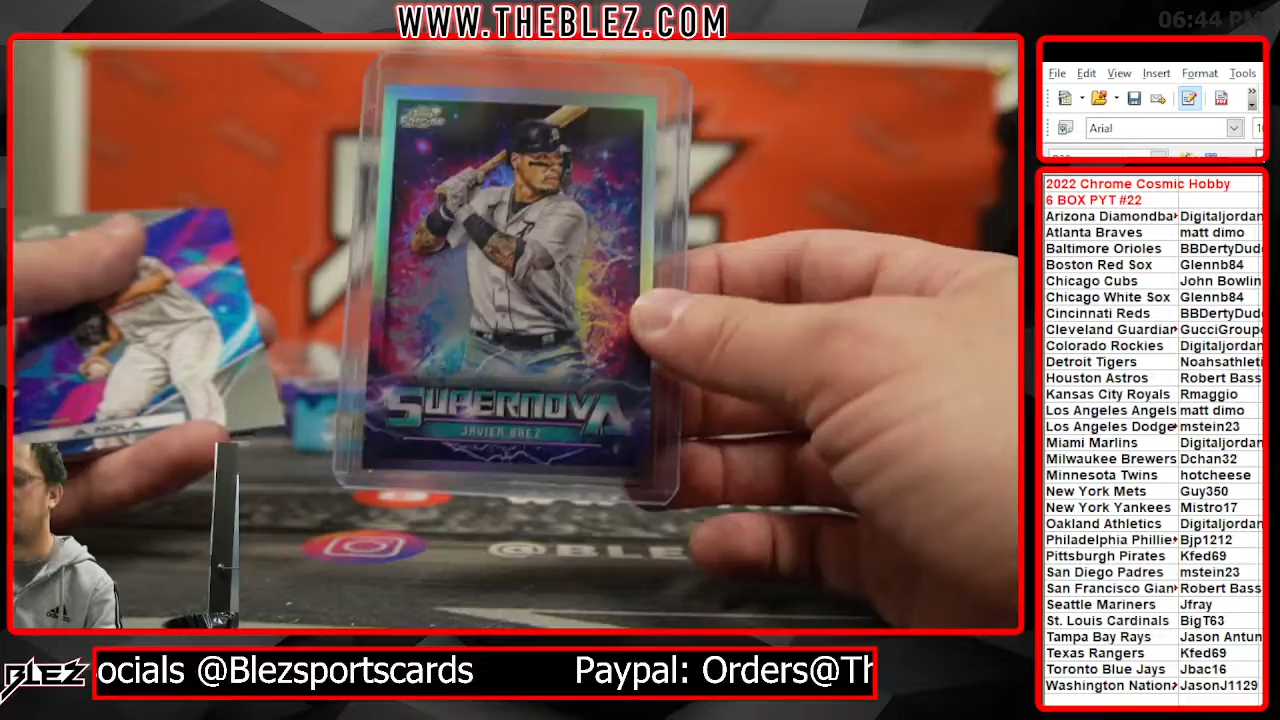 WWW.THEBLEZ.COM
06:44 PM
File Edit View Insert Format Tools
Arial
SUPERNOVA
JAVIER BAEZ
NOLA
@BLE
2022 Chrome Cosmic Hobby
6 BOX PYT #22
Arizona Diamondba Digitaljordan
Atlanta Braves matt dimo
Baltimore Orioles BBDertyDude
Boston Red Sox Glennb84
Chicago Cubs John Bowlin
Chicago White Sox Glennb84
Cincinnati Reds BBDertyDude
Cleveland Guardian GucciGroup
Colorado Rockies Digitaljordan
Detroit Tigers Noahsathleti
Houston Astros Robert Bass
Kansas City Royals Rmaggio
Los Angeles Angels matt dimo
Los Angeles Dodge mstein23
Miami Marlins Digitaljordan
Milwaukee Brewers Dchan32
Minnesota Twins hotcheese
New York Mets Guy350
New York Yankees Mistro17
Oakland Athletics Digitaljordan
Philadelphia Phillie Bjp1212
Pittsburgh Pirates Kfed69
San Diego Padres mstein23
San Francisco Gian Robert Bass
Seattle Mariners Jfray
St. Louis Cardinals BigT63
Tampa Bay Rays Jason Antun
Texas Rangers Kfed69
Toronto Blue Jays Jbac16
Washington Nation JasonJ1129
BLEZ
ocials @Blezsportscards Paypal: Orders@Th